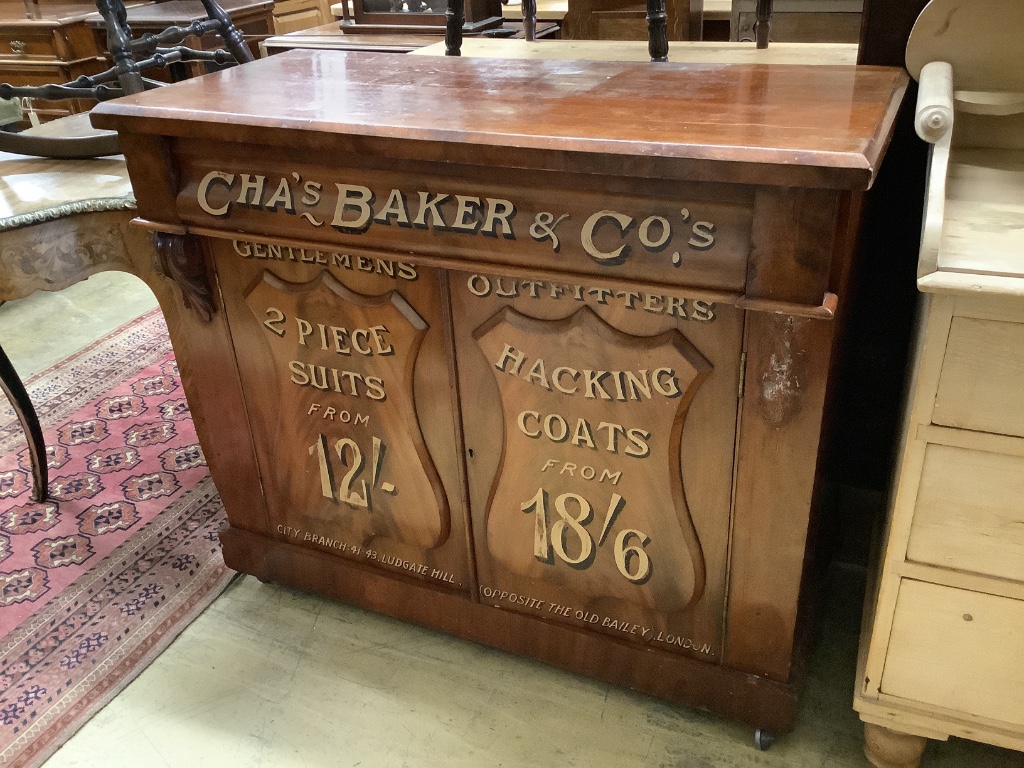 CHA'S BAKER & CO'S.
GENTLEMENS OUTFITTERS
2 PIECE
SUITS
FROM
12/-
CITY BRANCH-41 43, LUDGATE HILL,
HACKING
COATS
FROM
18/6
(OPPOSITE THE OLD BAILEY), LONDON.